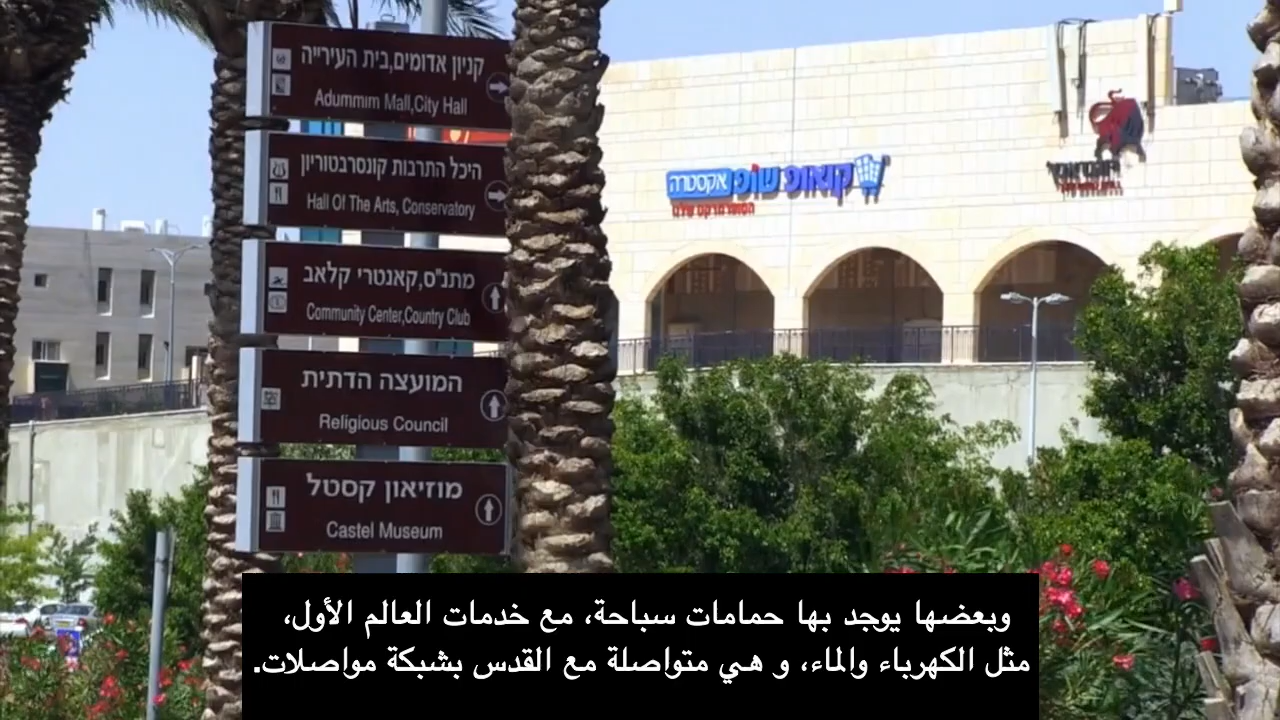 קניון אדומים,בית העירייה
Adummim Mall,City Hall
היכל התרבות קונסרבטוריון
Hall Of The Arts, Conservatory
מתנ"ס,קאנטרי קלאב
Community Center,Country Club
המועצה הדתית
Religious Council
מוזיאון קסטל
Castel Museum
קואופ שופ אקסטרה
וبعضها يوجد بها حمامات سباحة، مع خدمات العالم الأول،
مثل الكهرباء والماء، و هي متواصلة مع القدس بشبكة مواصلات.